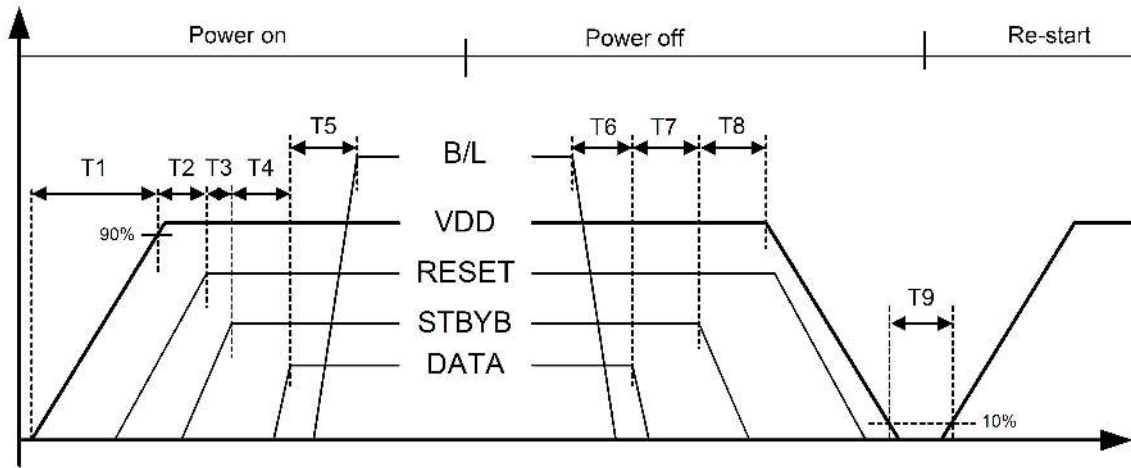 Power on
Power off
Re-start
T5
T6
T7
T8
B/L
T1
T2
T3
T4
VDD
90%
RESET
T9
STBYB
DATA
10%